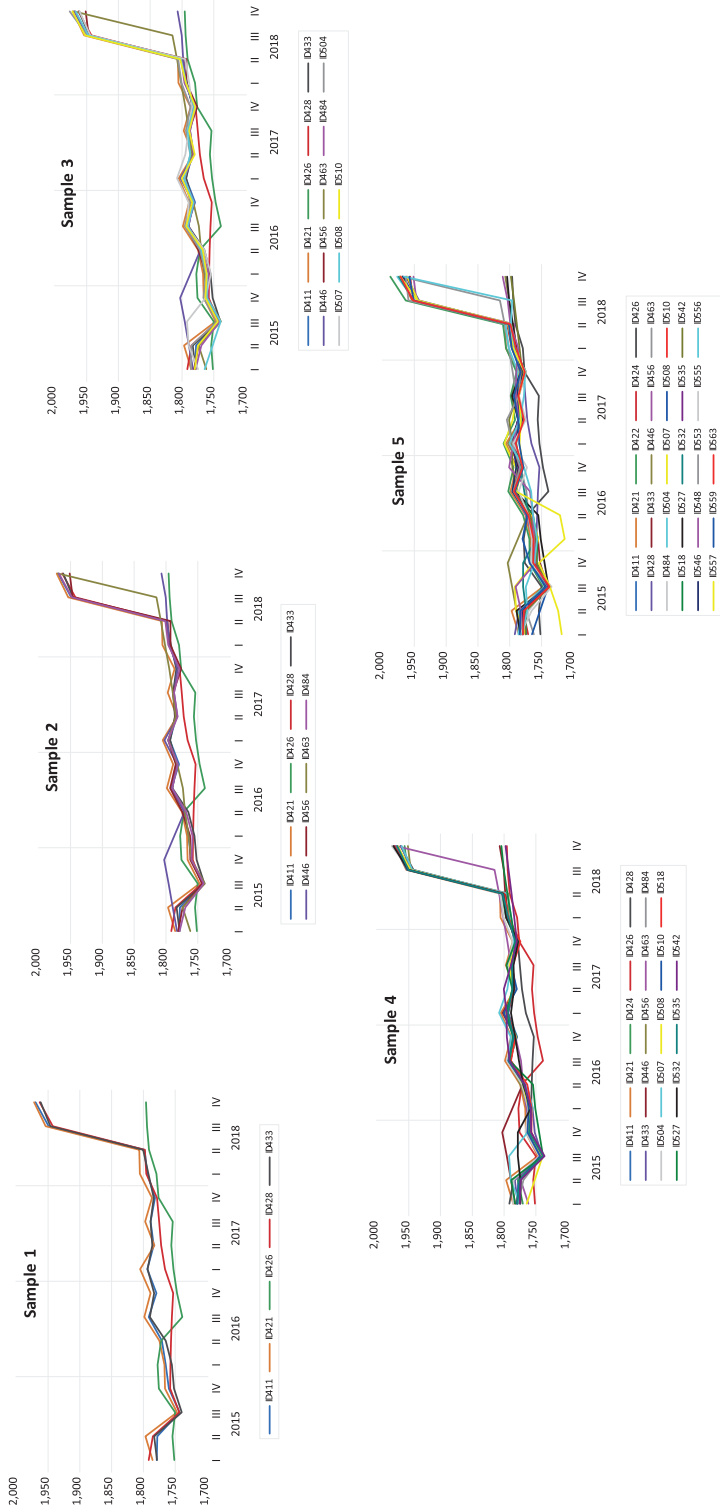 Sample 1
2,000
1,950
1,900
1,850
1,800
1,750
1,700
I II III IV I II III IV I II III IV I II III IV
2015 2016 2017 2018
ID411 ID421 ID426 ID428 ID433
Sample 2
2,000
1,950
1,900
1,850
1,800
1,750
1,700
I II III IV I II III IV I II III IV I II III IV
2015 2016 2017 2018
ID411 ID421 ID426 ID428 ID433
ID446 ID456 ID463 ID484
Sample 3
2,000
1,950
1,900
1,850
1,800
1,750
1,700
I II III IV I II III IV I II III IV I II III IV
2015 2016 2017 2018
ID411 ID421 ID426 ID428 ID433
ID446 ID456 ID463 ID484 ID504
ID507 ID508 ID510
Sample 4
2,000
1,950
1,900
1,850
1,800
1,750
1,700
I II III IV I II III IV I II III IV I II III IV
2015 2016 2017 2018
ID411 ID421 ID424 ID426 ID428
ID433 ID446 ID456 ID463 ID484
ID504 ID507 ID508 ID510 ID518
ID527 ID532 ID535 ID542
Sample 5
2,000
1,950
1,900
1,850
1,800
1,750
1,700
I II III IV I II III IV I II III IV I II III IV
2015 2016 2017 2018
ID411 ID421 ID422 ID424 ID426
ID428 ID433 ID446 ID456 ID463
ID484 ID504 ID507 ID508 ID510
ID518 ID527 ID532 ID535 ID542
ID546 ID548 ID553 ID555 ID556
ID557 ID559 ID563